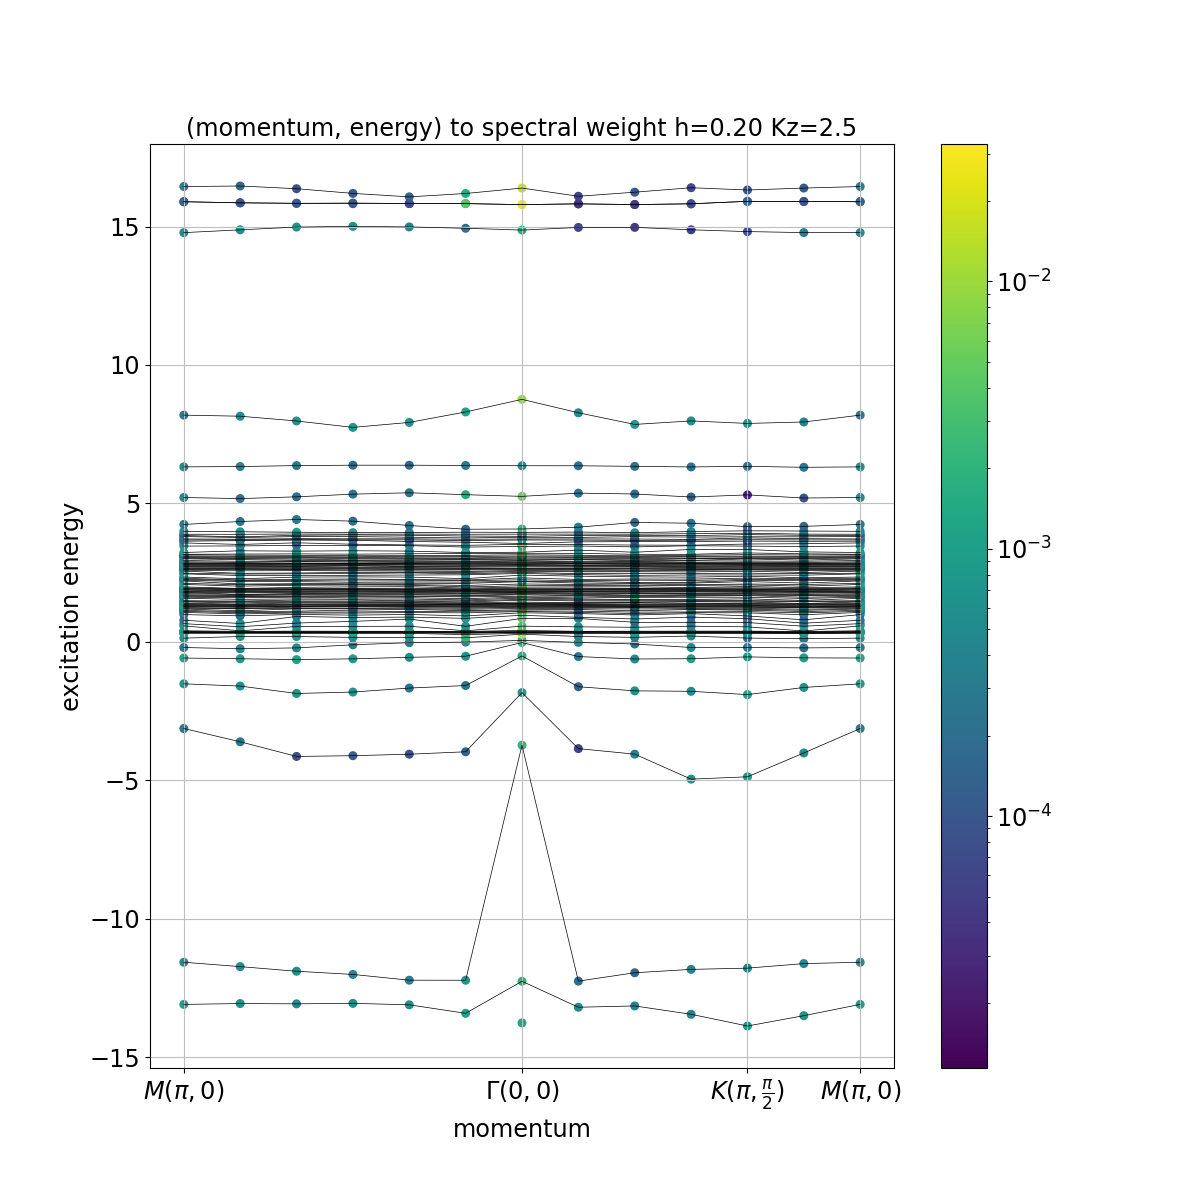 (momentum, energy) to spectral weight h=0.20 Kz=2.5
15
10
5
0
−5
−10
−15
excitation energy
M(π, 0)
Γ(0, 0)
K(π, π/2)
M(π, 0)
momentum
10⁻²
10⁻³
10⁻⁴